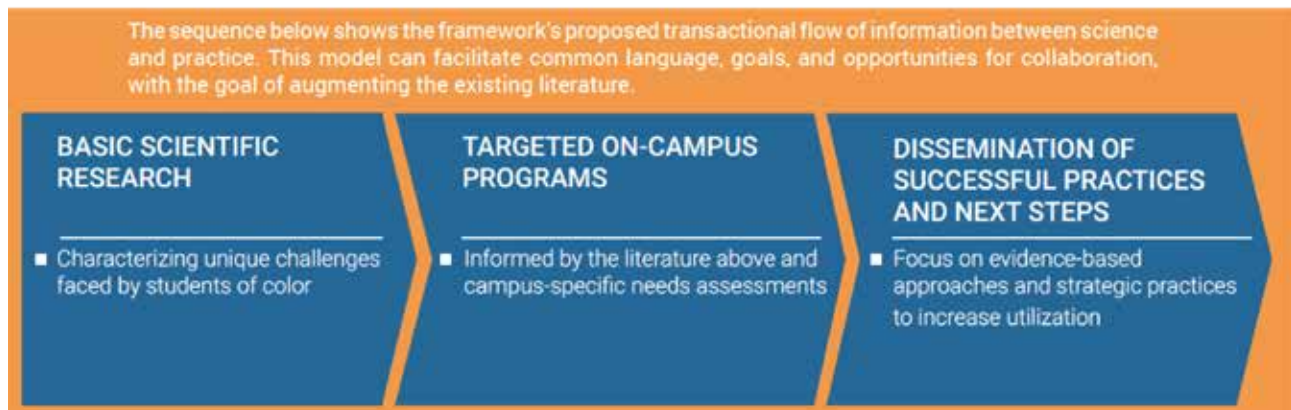 The sequence below shows the framework's proposed transactional flow of information between science
and practice. This model can facilitate common language, goals, and opportunities for collaboration,
with the goal of augmenting the existing literature.
BASIC SCIENTIFIC
RESEARCH
■ Characterizing unique challenges
faced by students of color
TARGETED ON-CAMPUS
PROGRAMS
■ Informed by the literature above and
campus-specific needs assessments
DISSEMINATION OF
SUCCESSFUL PRACTICES
AND NEXT STEPS
■ Focus on evidence-based
approaches and strategic practices
to increase utilization